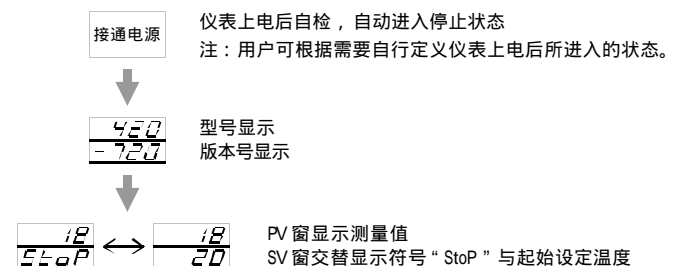 接通电源
仪表上电后自检，自动进入停止状态
注：用户可根据需要自行定义仪表上电后所进入的状态。
420
-720
型号显示
版本号显示
18
StoP
18
20
PV 窗显示测量值
SV 窗交替显示符号“ StoP ”与起始设定温度